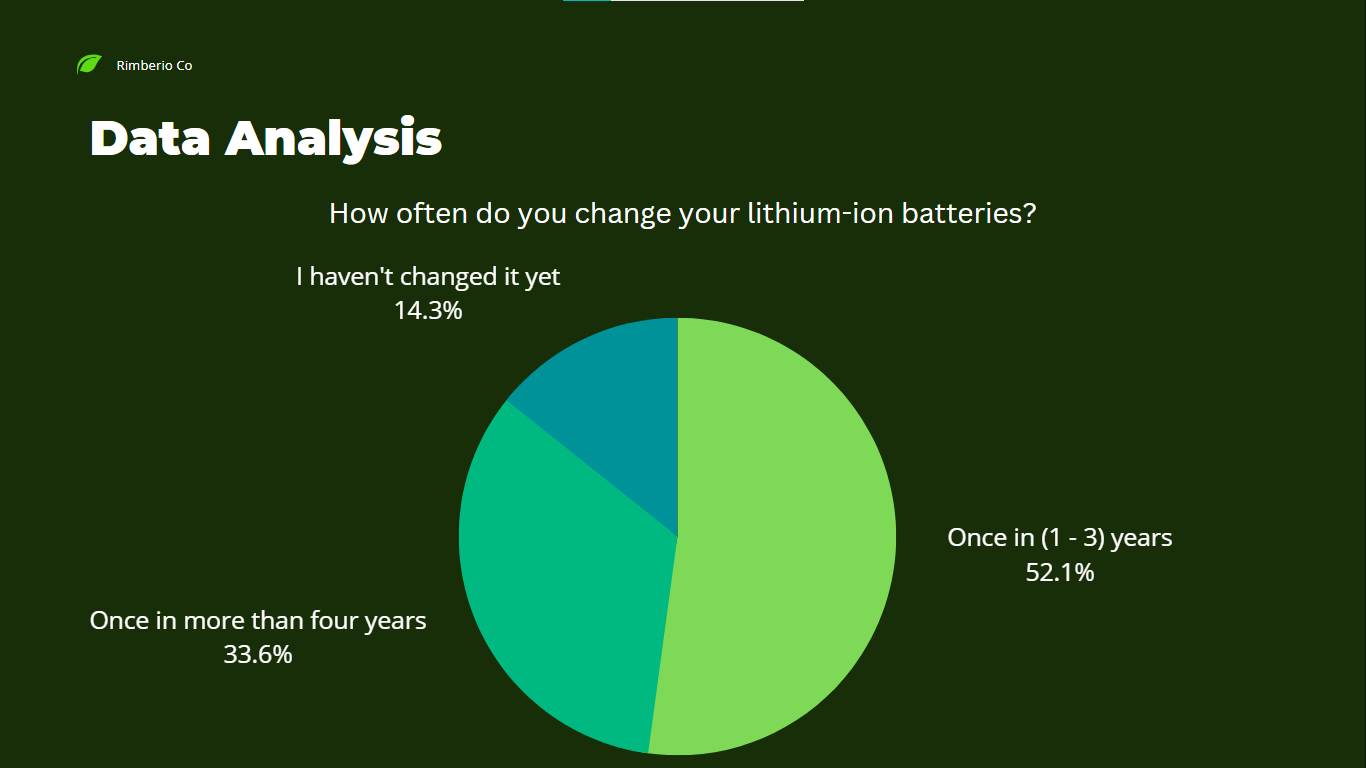 Rimberio Co
Data Analysis
How often do you change your lithium-ion batteries?
I haven't changed it yet
14.3%
Once in (1 - 3) years
52.1%
Once in more than four years
33.6%